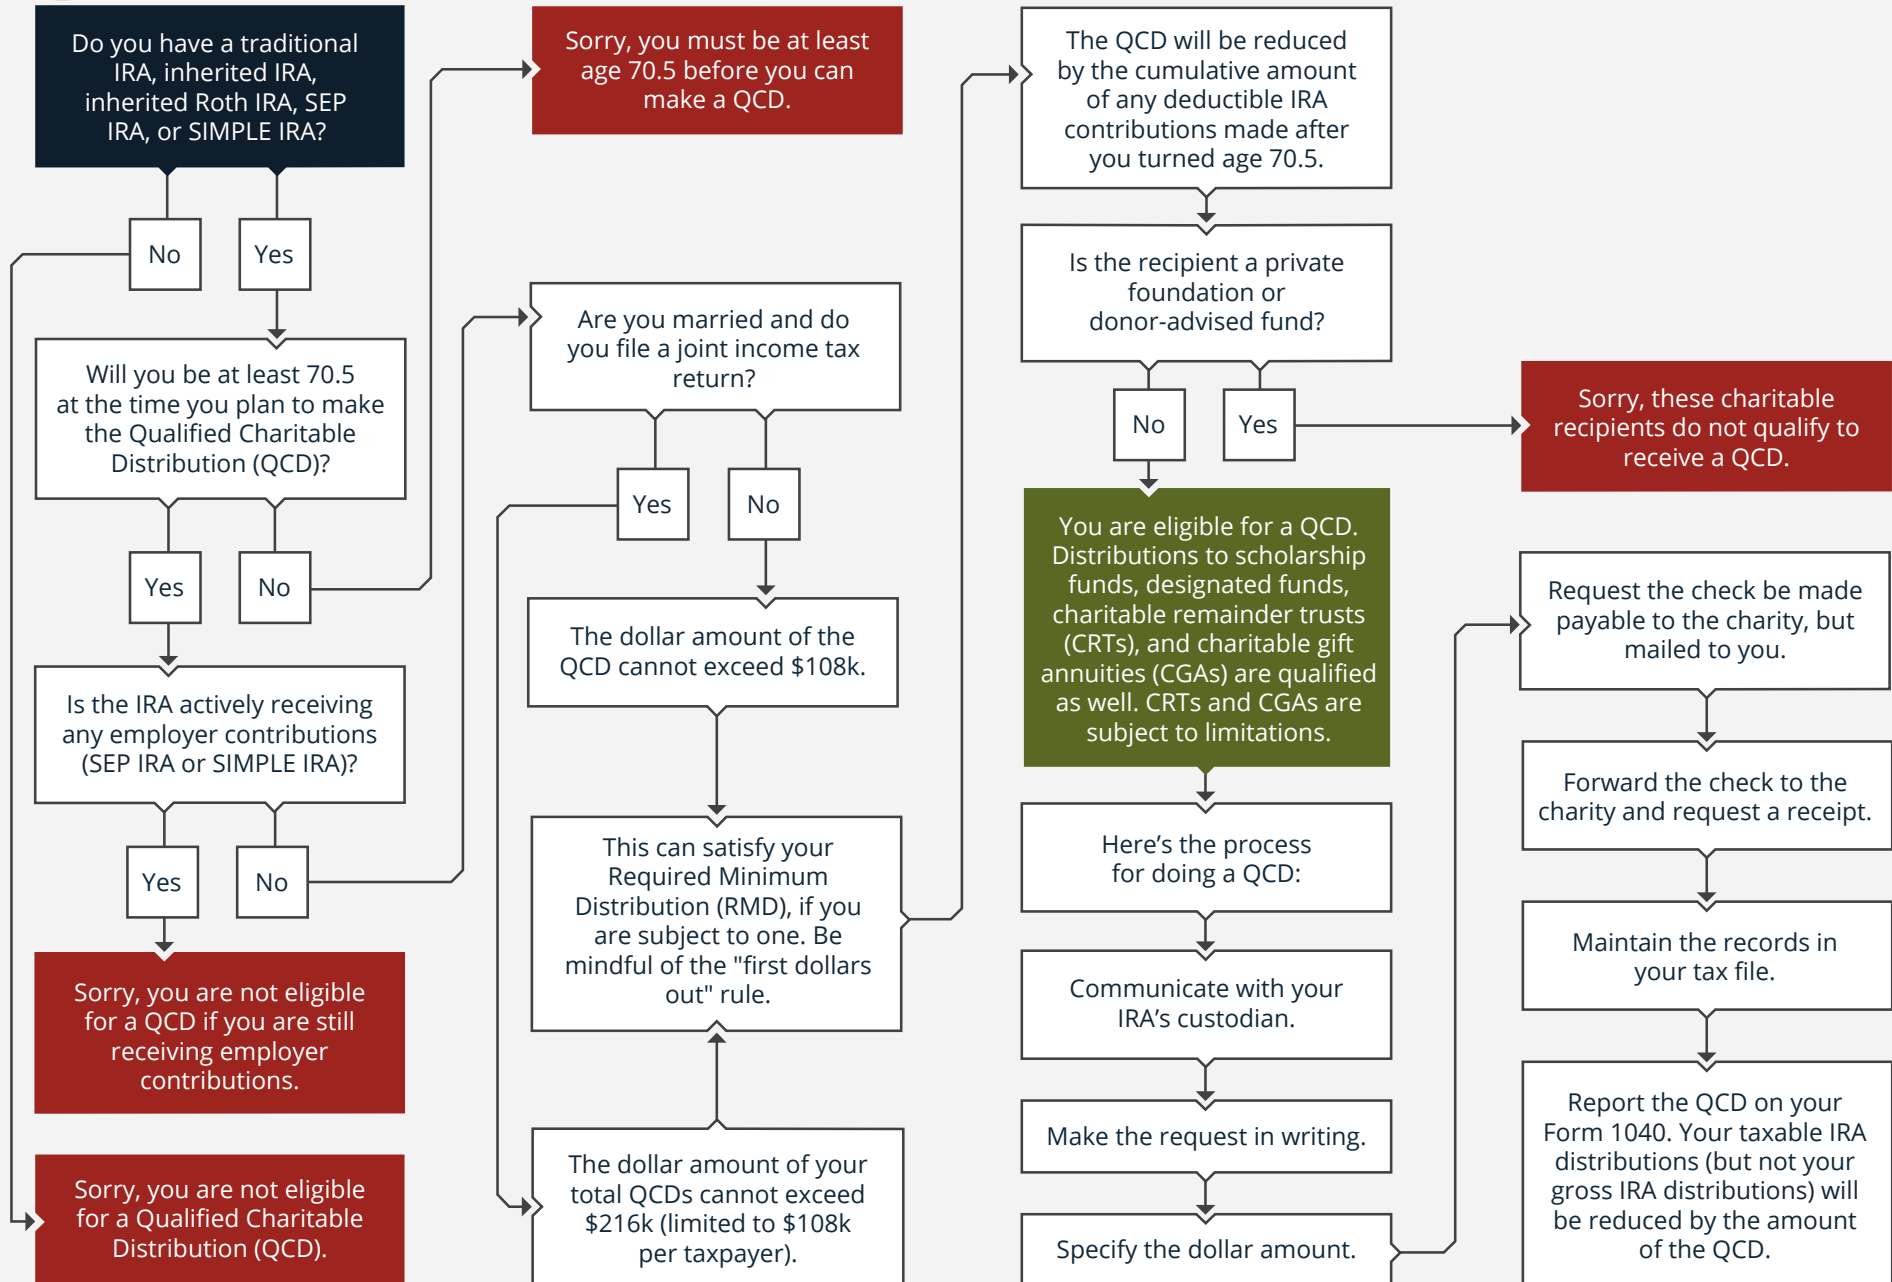 Do you have a traditional
IRA, inherited IRA,
inherited Roth IRA, SEP
IRA, or SIMPLE IRA?
No
Yes
Will you be at least 70.5
at the time you plan to make
the Qualified Charitable
Distribution (QCD)?
Yes
No
Is the IRA actively receiving
any employer contributions
(SEP IRA or SIMPLE IRA)?
Yes
No
Sorry, you are not eligible
for a QCD if you are still
receiving employer
contributions.
Sorry, you are not eligible
for a Qualified Charitable
Distribution (QCD).
Sorry, you must be at least
age 70.5 before you can
make a QCD.
Are you married and do
you file a joint income tax
return?
Yes
No
The dollar amount of the
QCD cannot exceed $108k.
This can satisfy your
Required Minimum
Distribution (RMD), if you
are subject to one. Be
mindful of the "first dollars
out" rule.
The dollar amount of your
total QCDs cannot exceed
$216k (limited to $108k
per taxpayer).
The QCD will be reduced
by the cumulative amount
of any deductible IRA
contributions made after
you turned age 70.5.
Is the recipient a private
foundation or
donor-advised fund?
No
Yes
Sorry, these charitable
recipients do not qualify to
receive a QCD.
You are eligible for a QCD.
Distributions to scholarship
funds, designated funds,
charitable remainder trusts
(CRTs), and charitable gift
annuities (CGAs) are qualified
as well. CRTs and CGAs are
subject to limitations.
Here’s the process
for doing a QCD:
Communicate with your
IRA’s custodian.
Make the request in writing.
Specify the dollar amount.
Request the check be made
payable to the charity, but
mailed to you.
Forward the check to the
charity and request a receipt.
Maintain the records in
your tax file.
Report the QCD on your
Form 1040. Your taxable IRA
distributions (but not your
gross IRA distributions) will
be reduced by the amount
of the QCD.